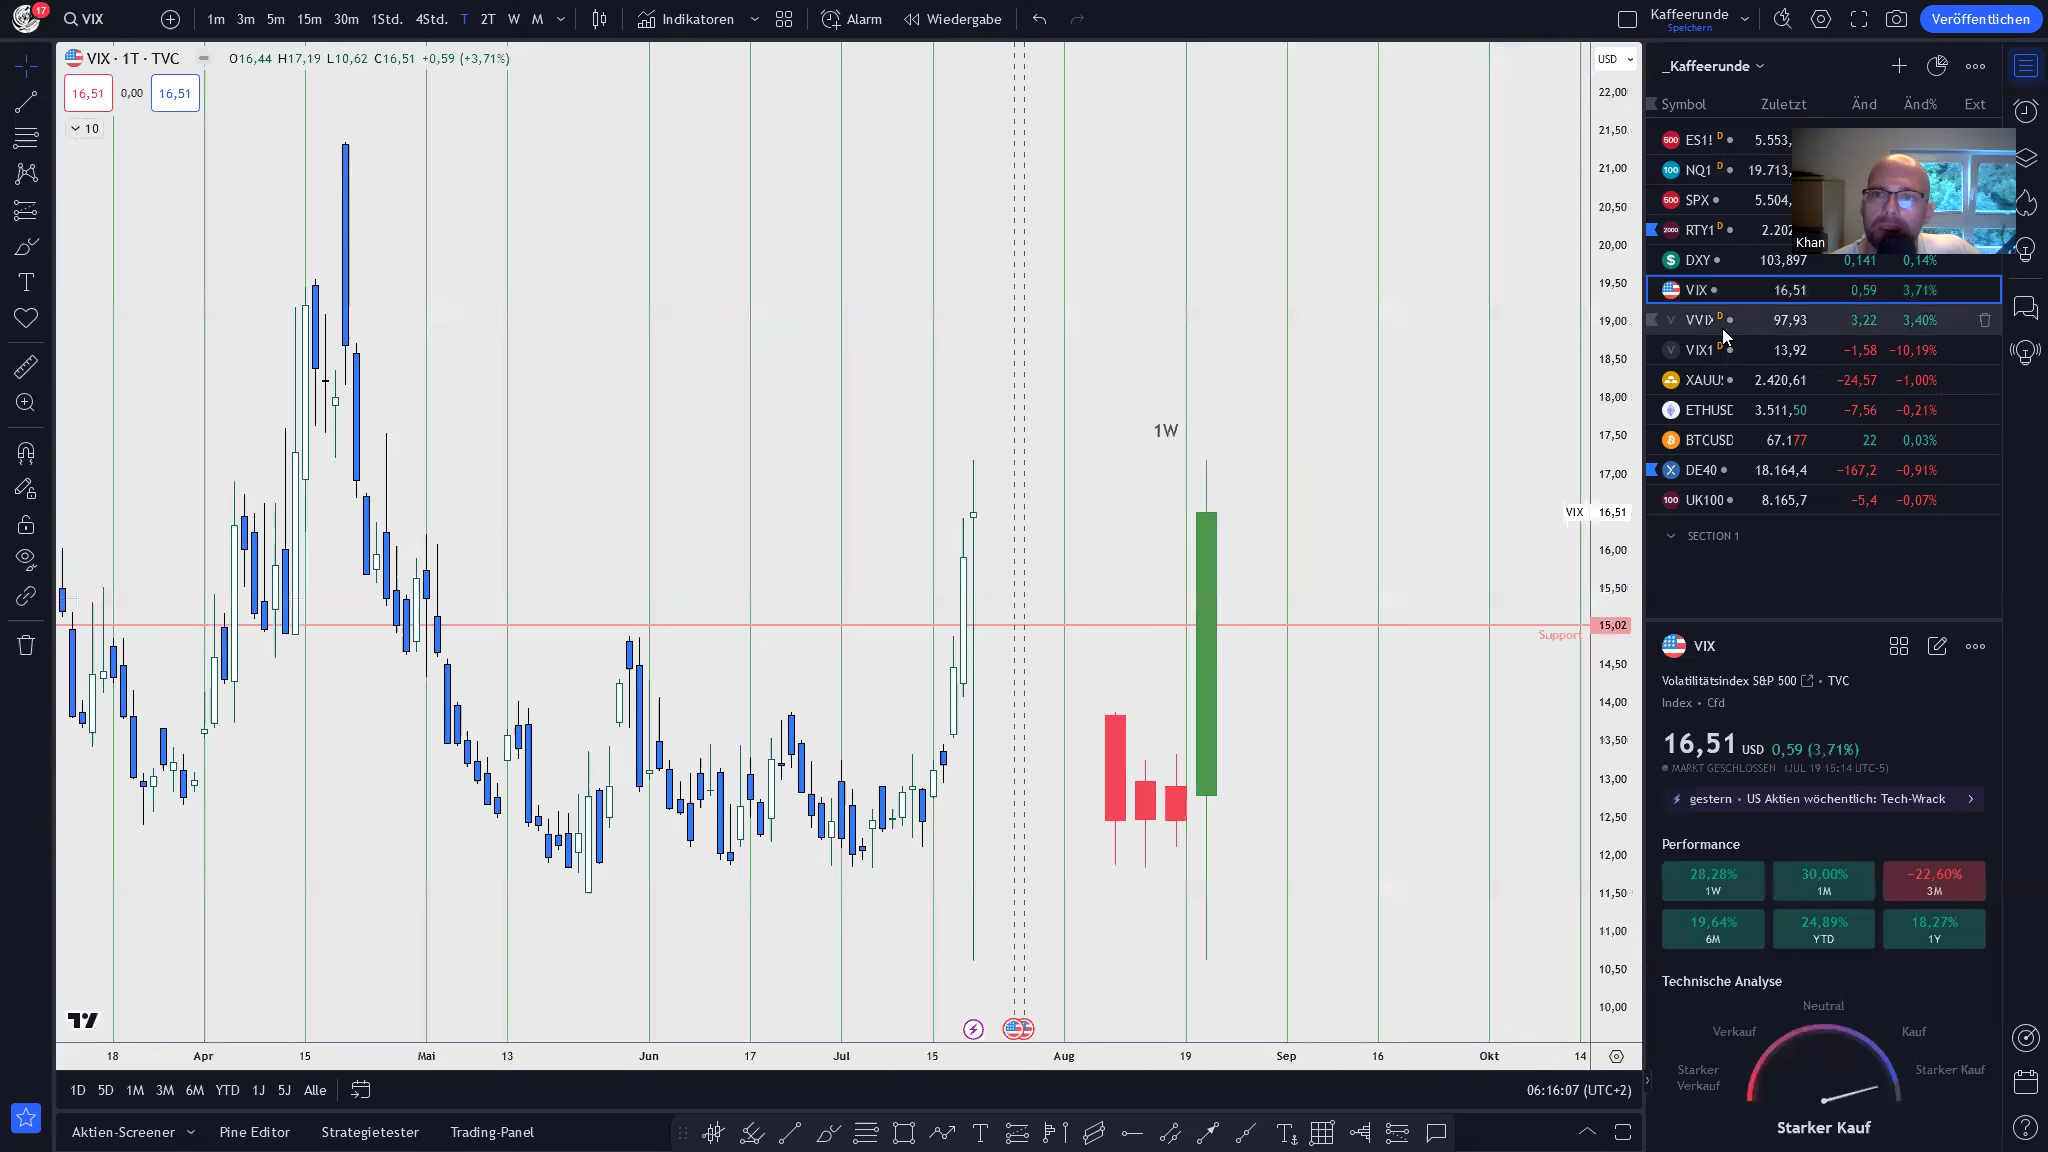 17
VIX
1m 3m 5m 15m 30m 1Std. 4Std. T 2T W M
Indikatoren
Alarm
Wiedergabe
Kaffeerunde
Speichern
Veröffentlichen
VIX · 1T · TVC
O16,44 H17,19 L10,62 C16,51 +0,59 (+3,71%)
16,51 0,00 16,51
10
USD
22,00
21,50
21,00
20,50
20,00
19,50
19,00
18,50
18,00
17,50
17,00
VIX 16,51
16,00
15,50
15,02
Support
14,50
14,00
13,50
13,00
12,50
12,00
11,50
11,00
10,50
10,00
1W
18 Apr 15 Mai 13 Jun 17 Jul 15 Aug 19 Sep 16 Okt 14
1D 5D 1M 3M 6M YTD 1J 5J Alle
06:16:07 (UTC+2)
Aktien-Screener
Pine Editor
Strategietester
Trading-Panel
_Kaffeerunde
Symbol Zuletzt Änd Änd% Ext
500 ES1! D 5.553,
100 NQ1 D 19.713,
500 SPX 5.504,
2000 RTY1 D 2.202
Khan
DXY 103,897 0,141 0,14%
VIX 16,51 0,59 3,71%
V VVIX D 97,93 3,22 3,40%
V VIX1 D 13,92 −1,58 −10,19%
XAUU 2.420,61 −24,57 −1,00%
ETHUSD 3.511,50 −7,56 −0,21%
BTCUSD 67.177 22 0,03%
DE40 18.164,4 −167,2 −0,91%
100 UK100 8.165,7 −5,4 −0,07%
SECTION 1
VIX
Volatilitätsindex S&P 500 • TVC
Index • Cfd
16,51 USD 0,59 (3,71%)
MARKT GESCHLOSSEN (JUL 19 15:14 UTC-5)
gestern • US Aktien wöchentlich: Tech-Wrack
Performance
28,28% 30,00% −22,60%
1W 1M 3M
19,64% 24,89% 18,27%
6M YTD 1Y
Technische Analyse
Neutral
Verkauf Kauf
Starker Verkauf Starker Kauf
Starker Kauf